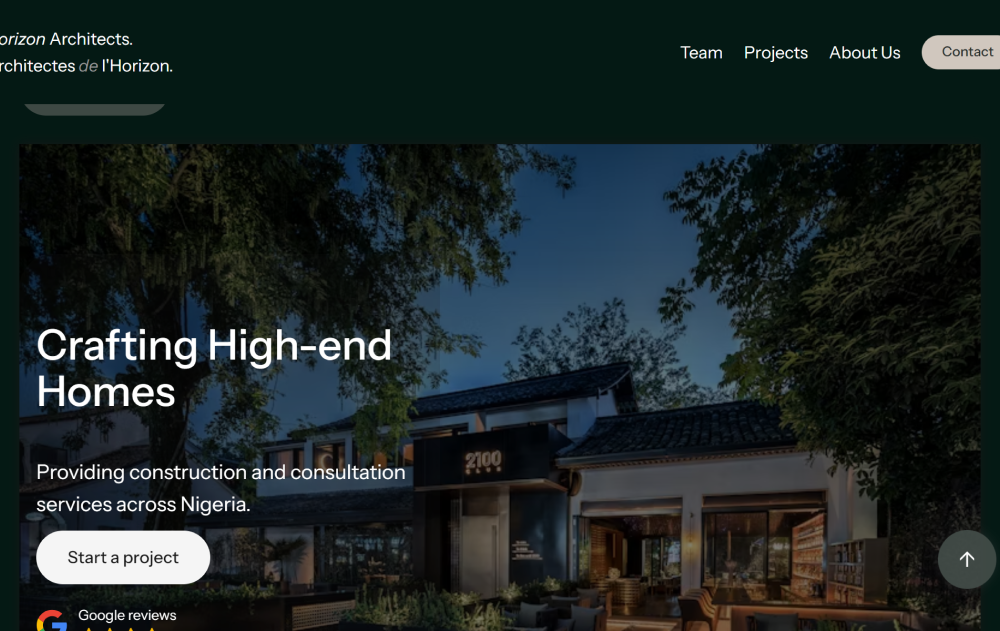 orizon Architects.
rchitectes de l'Horizon.
Team
Projects
About Us
Contact
Crafting High-end
Homes
2100
Providing construction and consultation
services across Nigeria.
Start a project
Google reviews